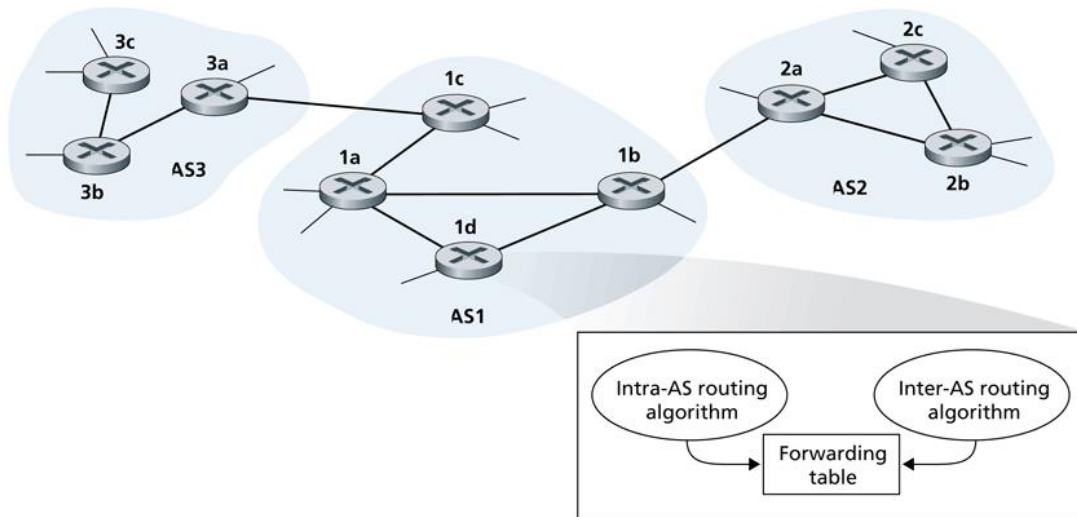 3c
3a
3b
AS3
1c
1a
1b
1d
AS1
2c
2a
2b
AS2
Intra-AS routing
algorithm
Inter-AS routing
algorithm
Forwarding
table